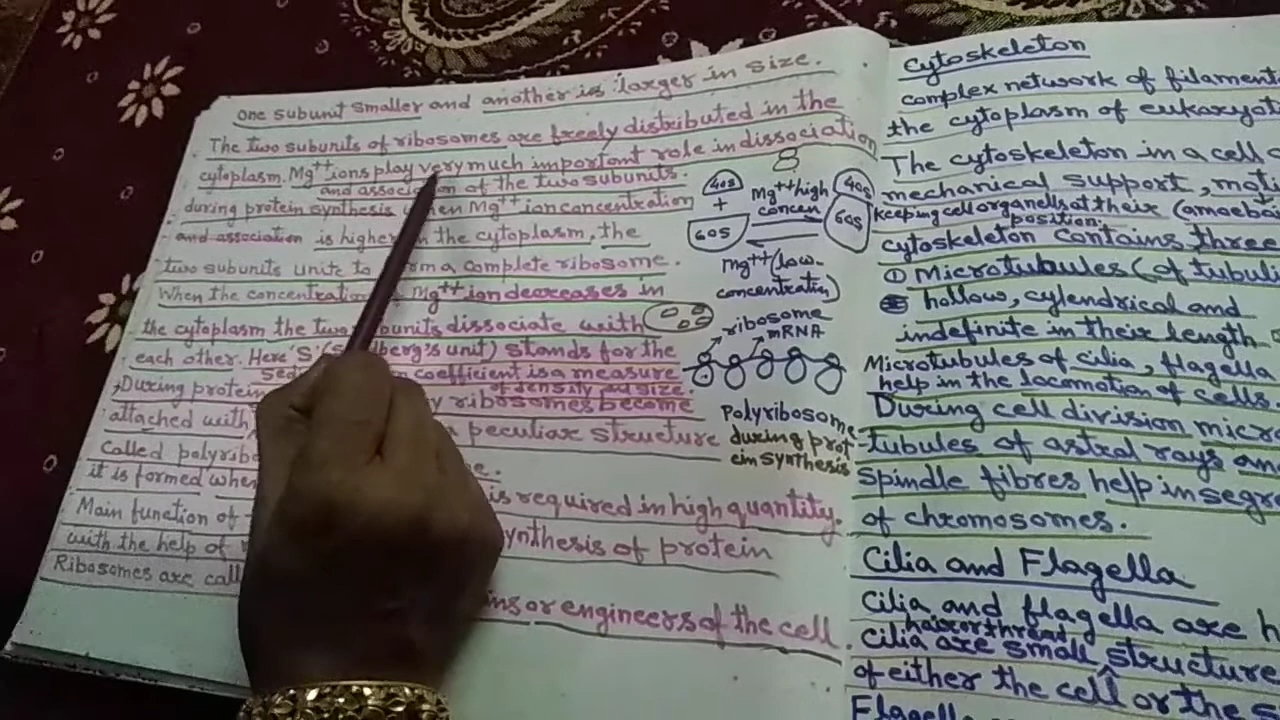 One subunit smaller and another is larger in size.
The two subunits of ribosomes are freely distributed in the
cytoplasm. Mg++ ions play very much important role in dissociation
and association of the two subunits.
during protein synthesis when Mg++ ion concentration
and association is higher in the cytoplasm, the
two subunits unite to form a complete ribosome.
When the concentration Mg++ ion decreases in
the cytoplasm the two subunits dissociate with
each other. Here 'S' (Svedberg's unit) stands for the
coefficient is a measure
of density and size.
During protein ribosomes become
attached with a peculiar structure
Called
it is formed when is required in high quantity.
Main function of synthesis of protein
with the help of
Ribosomes are or engineers of the cell.
8
40S
+
60S
Mg++ high
concen
40S
60S
Mg++ (low
concentration)
ribosome
mRNA
Polyribosome
during prot
ein synthesis
Cytoskeleton
complex network of filament
the cytoplasm of
The cytoskeleton in a cell
mechanical support,
keeping cell organells at their (amoeba
position.
cytoskeleton contains three
① Microtubules (of
hollow, cylendrical and
indefinite in their length.
Microtubules of cilia, flagella
help in the locomotion of cells.
During cell division micro
-tubules of astral rays
Spindle fibres help in segr
of chromosomes.
Cilia and Flagella
Cilia and flagella are
hair or thread
Cilia are small structure
of either the cell or the